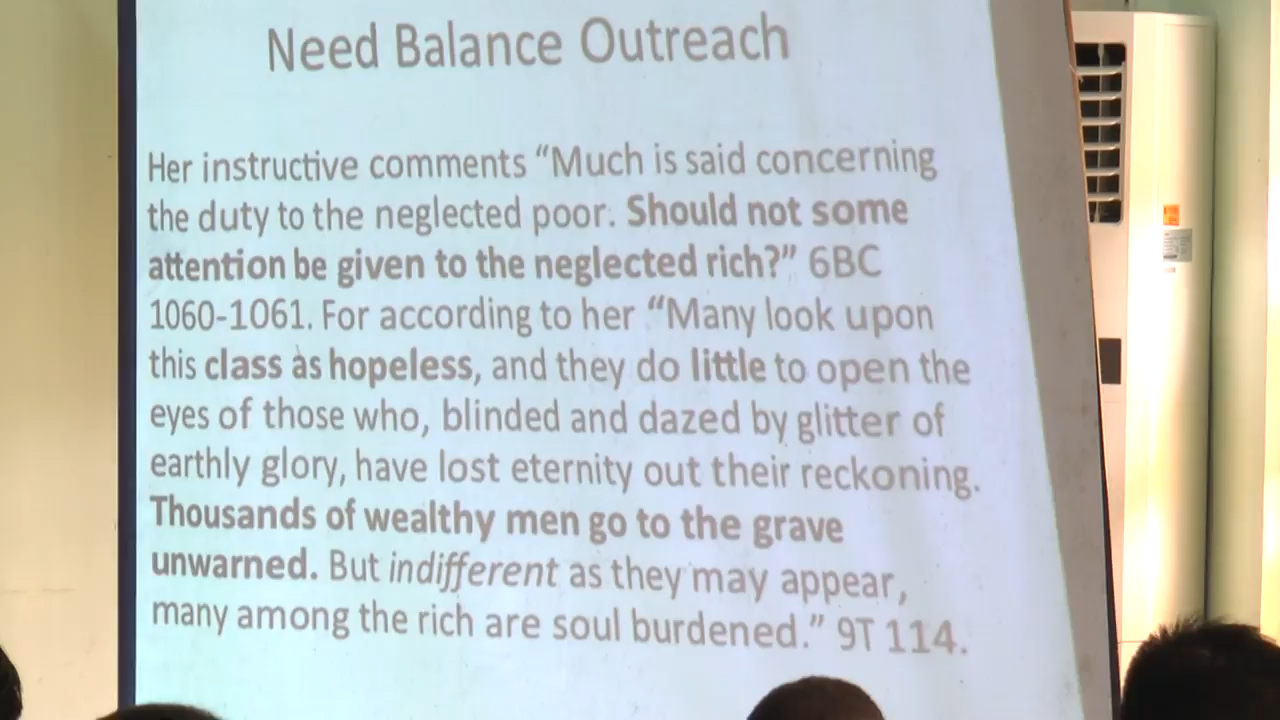 Need Balance Outreach
Her instructive comments “Much is said concerning
the duty to the neglected poor. Should not some
attention be given to the neglected rich?” 6BC
1060-1061. For according to her “Many look upon
this class as hopeless, and they do little to open the
eyes of those who, blinded and dazed by glitter of
earthly glory, have lost eternity out their reckoning.
Thousands of wealthy men go to the grave
unwarned. But indifferent as they may appear,
many among the rich are soul burdened.” 9T 114.